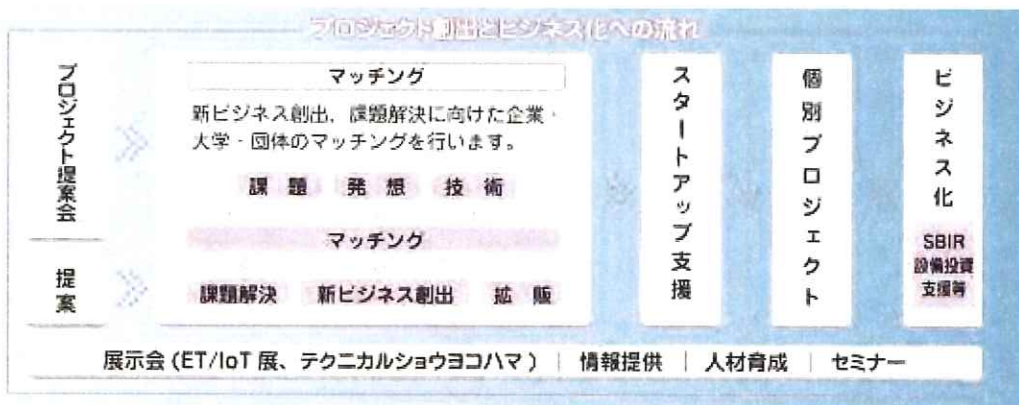 プロジェクト創出とビジネス化への流れ
プロジェクト提案会
提案
マッチング
新ビジネス創出、課題解決に向けた企業・
大学・団体のマッチングを行います。
課題 発想 技術
マッチング
課題解決 新ビジネス創出 拡販
スタートアップ支援
個別プロジェクト
ビジネス化
SBIR
設備投資
支援等
展示会(ET/IoT展、テクニカルショウヨコハマ) | 情報提供 | 人材育成 | セミナー